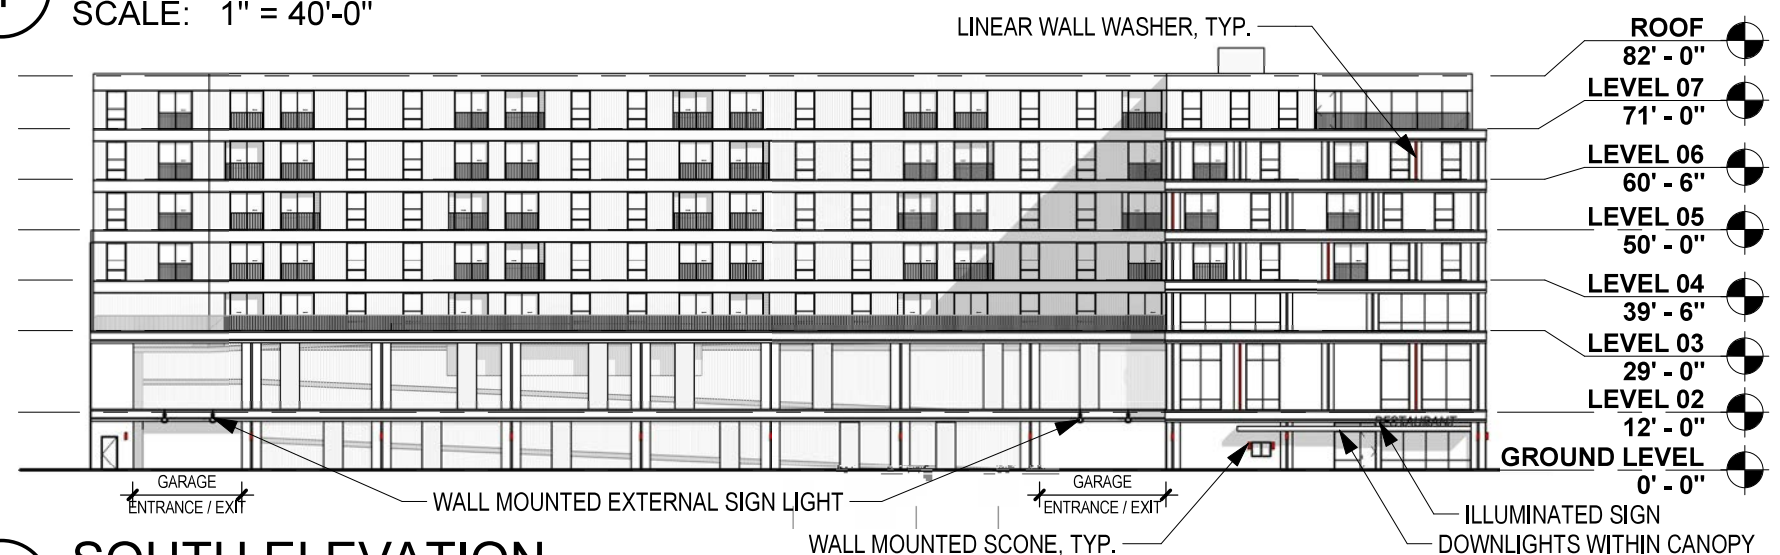 SCALE: 1" = 40'-0"
LINEAR WALL WASHER, TYP.
ROOF
82' - 0"
LEVEL 07
71' - 0"
LEVEL 06
60' - 6"
LEVEL 05
50' - 0"
LEVEL 04
39' - 6"
LEVEL 03
29' - 0"
LEVEL 02
12' - 0"
RESTAURANT
GROUND LEVEL
0' - 0"
GARAGE
ENTRANCE / EXIT
WALL MOUNTED EXTERNAL SIGN LIGHT
GARAGE
ENTRANCE / EXIT
ILLUMINATED SIGN
WALL MOUNTED SCONE, TYP.
DOWNLIGHTS WITHIN CANOPY
SOUTH ELEVATION